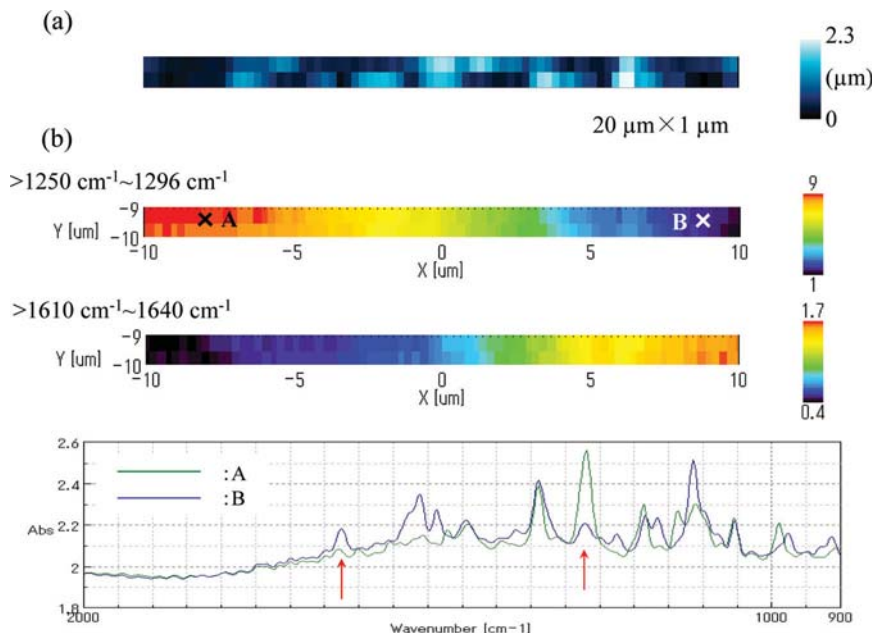 (a)
2.3
(µm)
0
20 µm×1 µm
(b)
>1250 cm-1~1296 cm-1
9
-9
Y [um]
-10
A
B
-10
-5
0
5
10
X [um]
1
>1610 cm-1~1640 cm-1
1.7
-9
Y [um]
-10
-10
-5
0
5
10
X [um]
0.4
2.6
:A
2.4
:B
Abs
2.2
2
1.8
2000
1000
900
Wavenumber [cm-1]